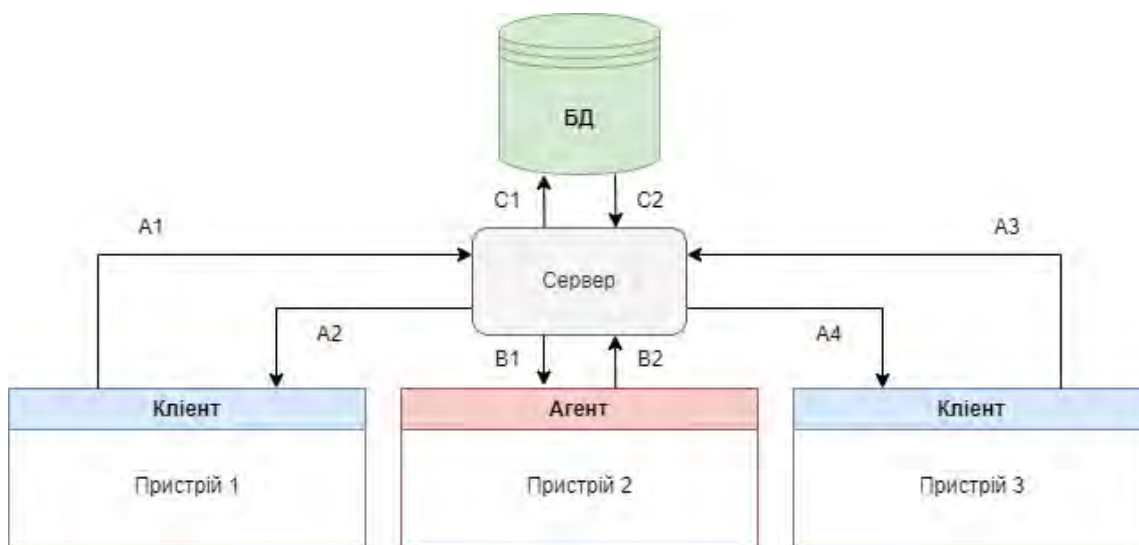 БД
C1
C2
A1
A3
Сервер
A2
A4
B1
B2
Клієнт
Агент
Клієнт
Пристрій 1
Пристрій 2
Пристрій 3